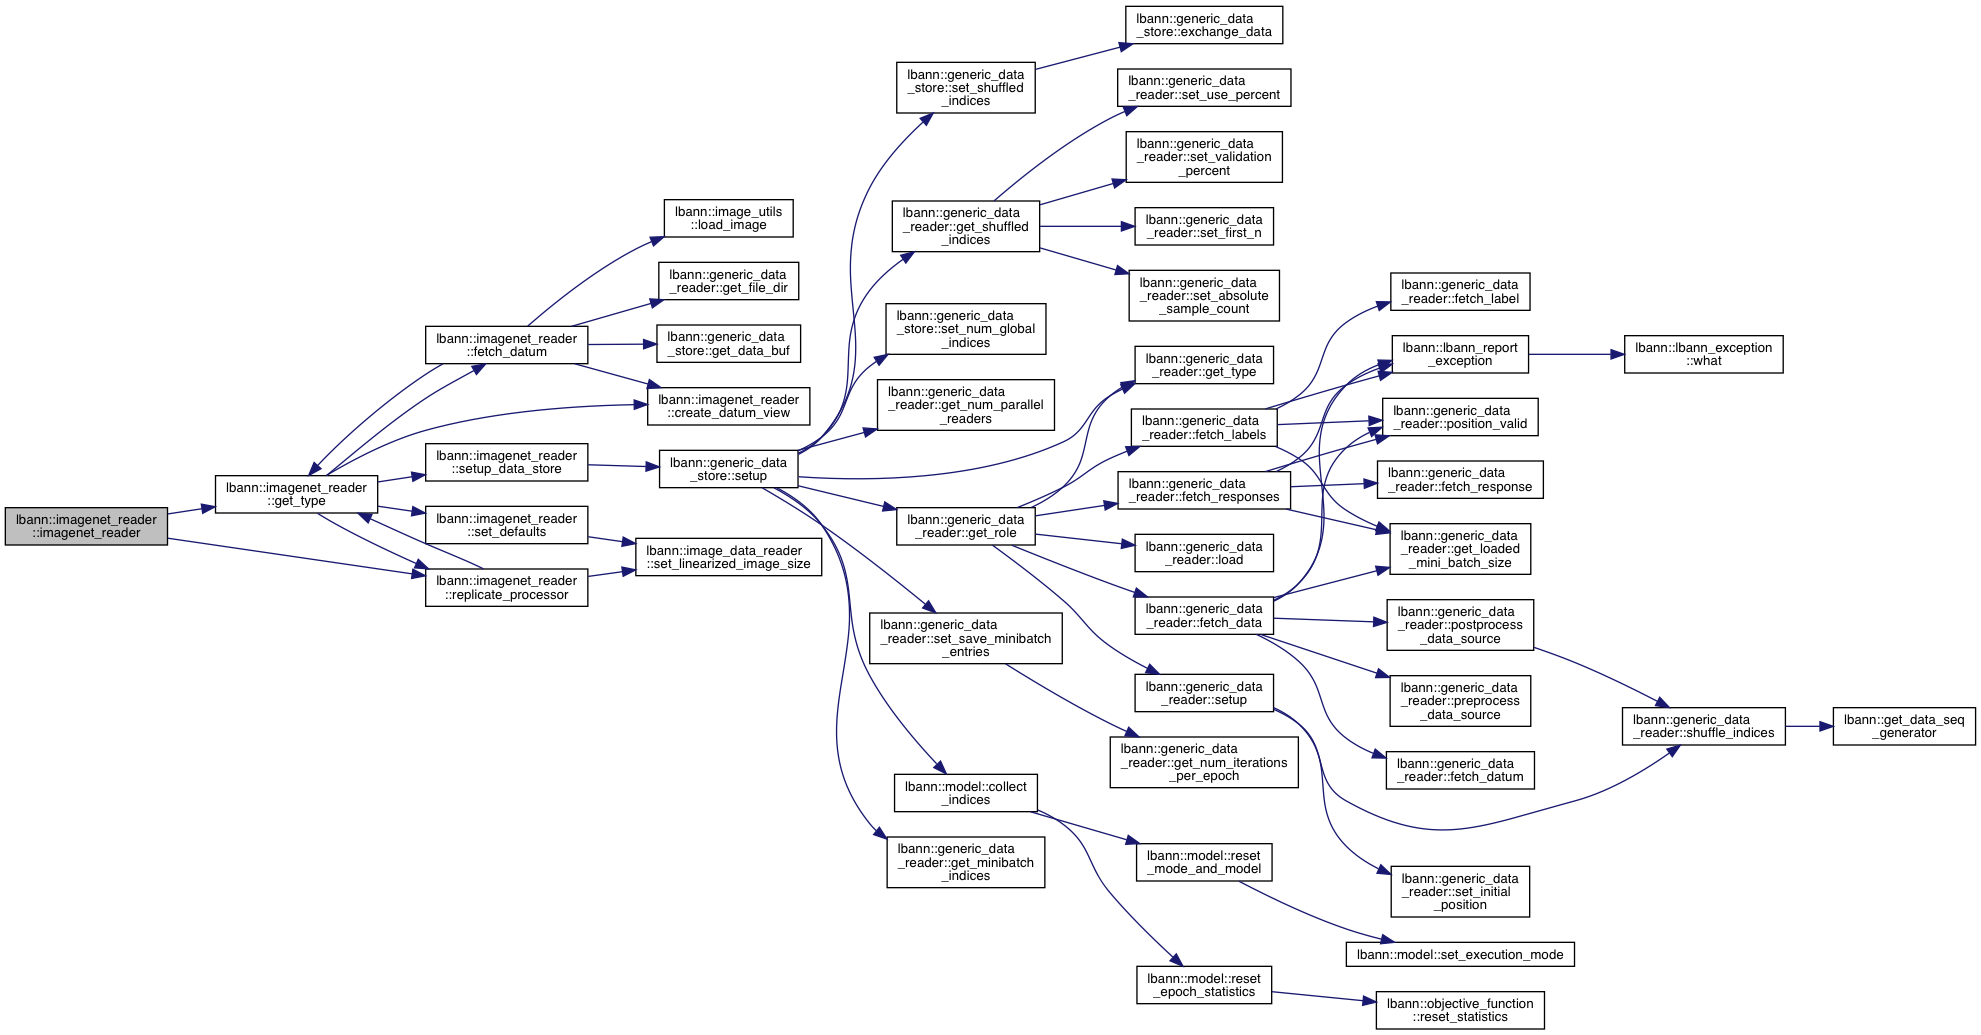 lbann::imagenet_reader
::imagenet_reader
lbann::imagenet_reader
::get_type
lbann::imagenet_reader
::fetch_datum
lbann::imagenet_reader
::setup_data_store
lbann::imagenet_reader
::set_defaults
lbann::imagenet_reader
::replicate_processor
lbann::image_utils
::load_image
lbann::generic_data
_reader::get_file_dir
lbann::generic_data
_store::get_data_buf
lbann::imagenet_reader
::create_datum_view
lbann::generic_data
_store::setup
lbann::image_data_reader
::set_linearized_image_size
lbann::generic_data
_store::set_shuffled
_indices
lbann::generic_data
_reader::get_shuffled
_indices
lbann::generic_data
_store::set_num_global
_indices
lbann::generic_data
_reader::get_num_parallel
_readers
lbann::generic_data
_reader::get_role
lbann::generic_data
_reader::set_save_minibatch
_entries
lbann::model::collect
_indices
lbann::generic_data
_reader::get_minibatch
_indices
lbann::generic_data
_store::exchange_data
lbann::generic_data
_reader::set_use_percent
lbann::generic_data
_reader::set_validation
_percent
lbann::generic_data
_reader::set_first_n
lbann::generic_data
_reader::set_absolute
_sample_count
lbann::generic_data
_reader::get_type
lbann::generic_data
_reader::fetch_labels
lbann::generic_data
_reader::fetch_responses
lbann::generic_data
_reader::load
lbann::generic_data
_reader::fetch_data
lbann::generic_data
_reader::setup
lbann::generic_data
_reader::get_num_iterations
_per_epoch
lbann::model::reset
_mode_and_model
lbann::model::reset
_epoch_statistics
lbann::generic_data
_reader::fetch_label
lbann::lbann_report
_exception
lbann::generic_data
_reader::position_valid
lbann::generic_data
_reader::fetch_response
lbann::generic_data
_reader::get_loaded
_mini_batch_size
lbann::generic_data
_reader::postprocess
_data_source
lbann::generic_data
_reader::preprocess
_data_source
lbann::generic_data
_reader::fetch_datum
lbann::generic_data
_reader::set_initial
_position
lbann::model::set_execution_mode
lbann::objective_function
::reset_statistics
lbann::lbann_exception
::what
lbann::generic_data
_reader::shuffle_indices
lbann::get_data_seq
_generator